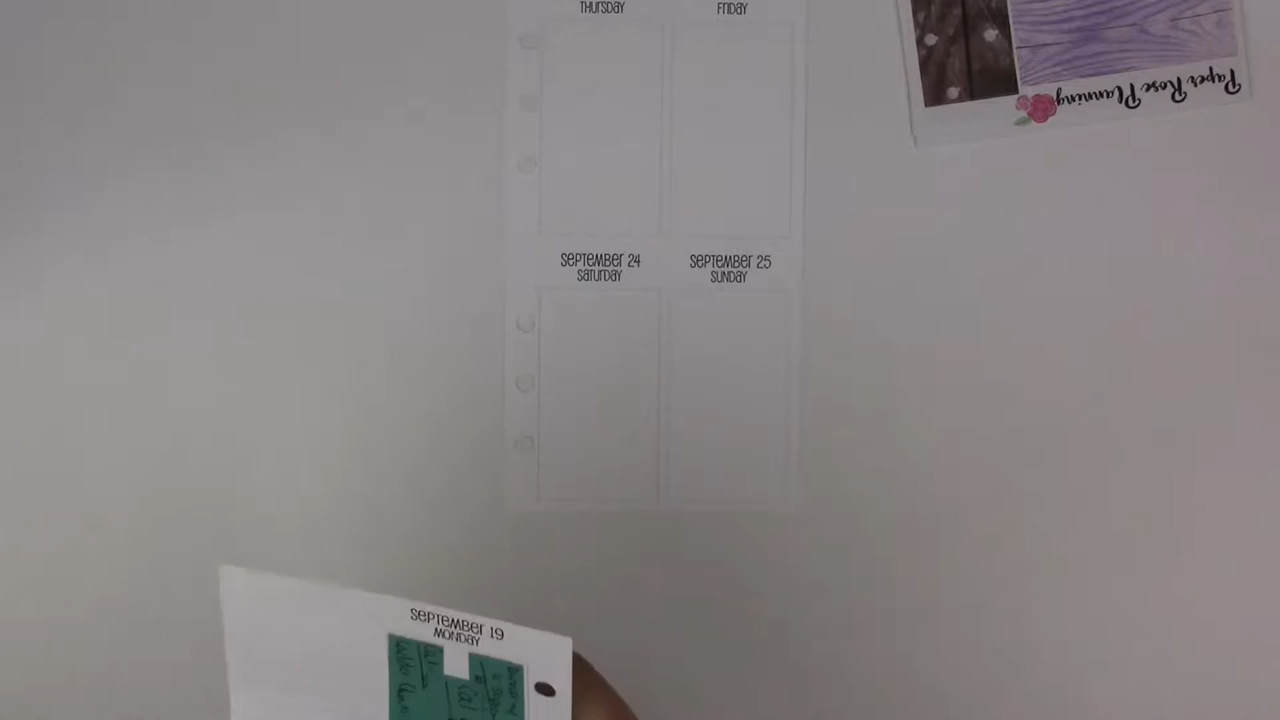 THURSDAY
FRIDAY
Paper Rose Planning
SEPTEMBER 24
SATURDAY
SEPTEMBER 25
SUNDAY
SEPTEMBER 19
MONDAY